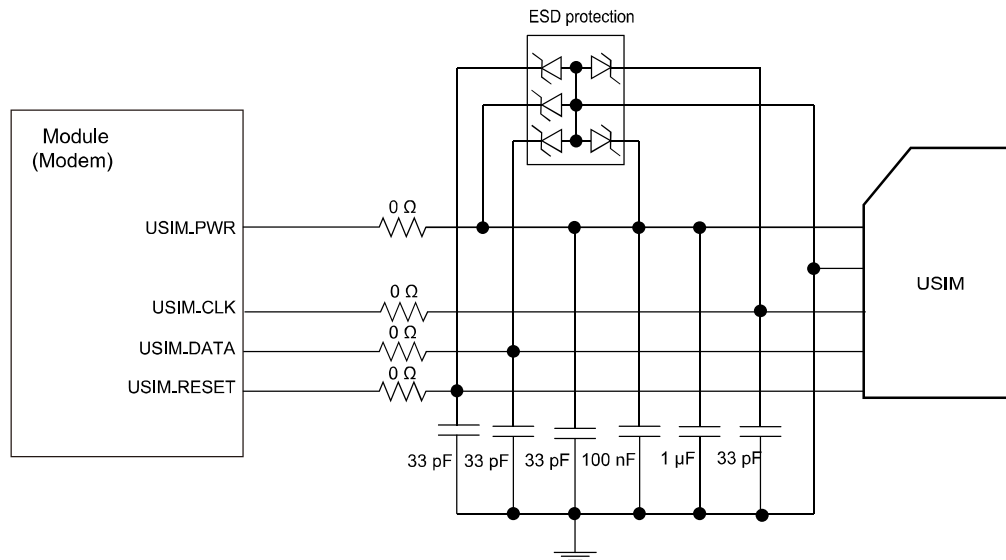 ESD protection
Module
(Modem)
USIM_PWR
0 Ω
USIM_CLK
0 Ω
USIM_DATA
0 Ω
USIM_RESET
0 Ω
USIM
33 pF
33 pF
33 pF
100 nF
1 µF
33 pF